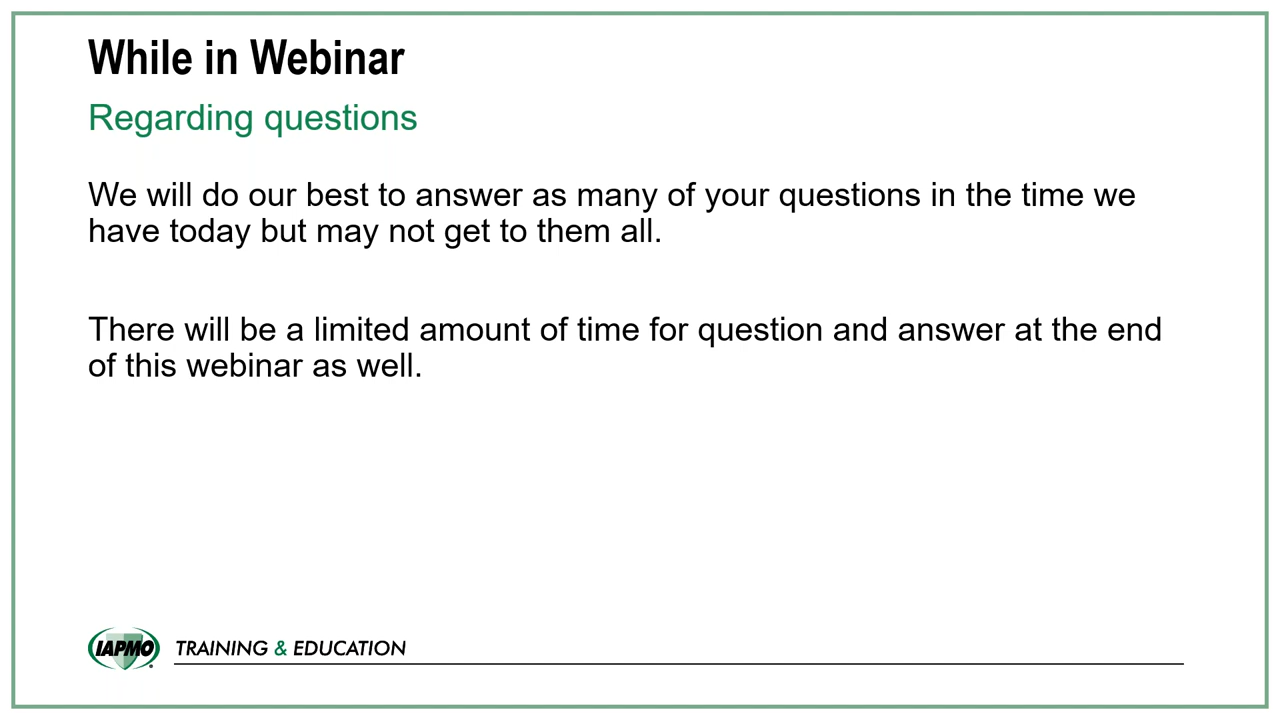 While in Webinar
Regarding questions
We will do our best to answer as many of your questions in the time we
have today but may not get to them all.
There will be a limited amount of time for question and answer at the end
of this webinar as well.
IAPMO TRAINING & EDUCATION